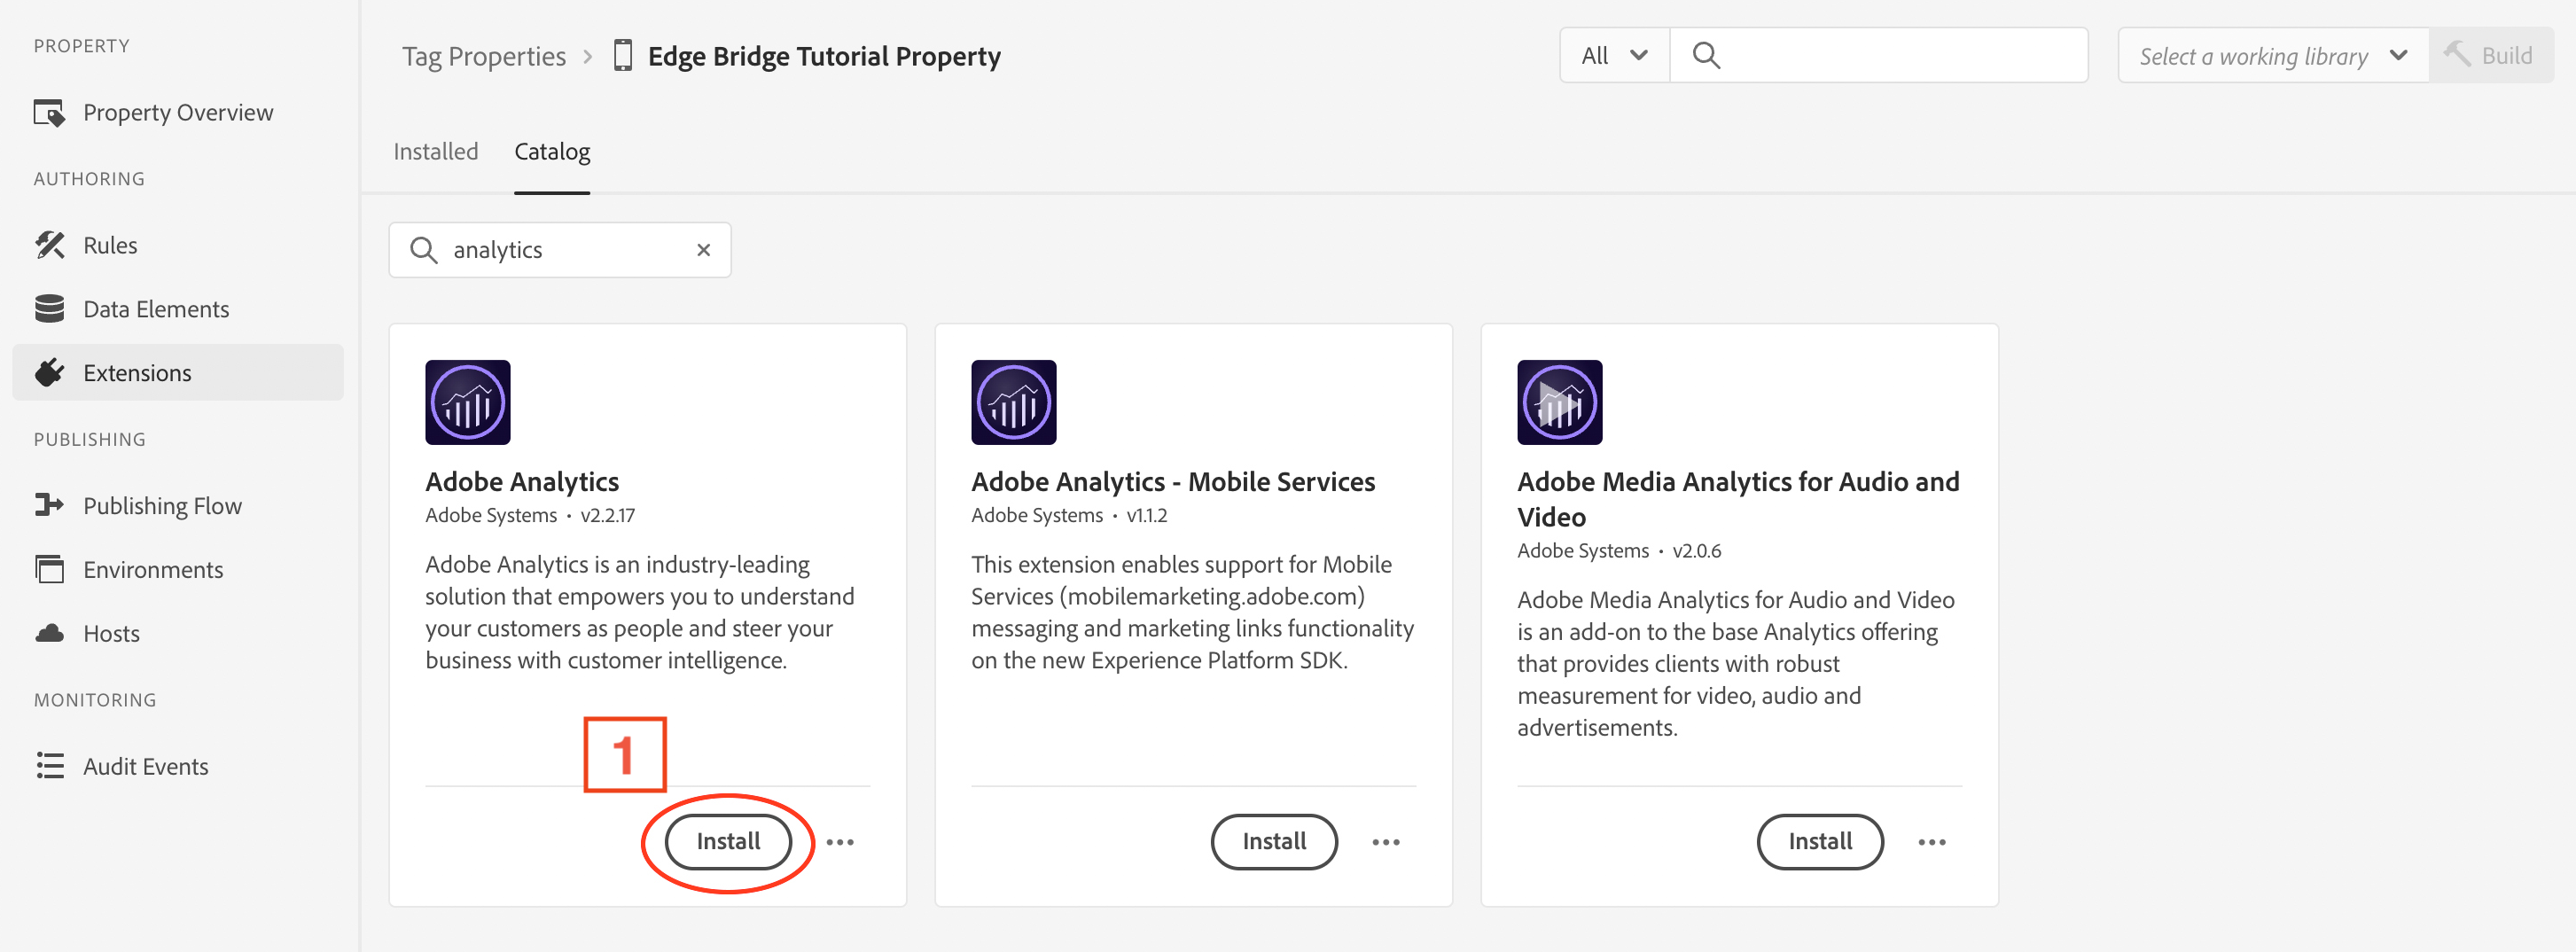 PROPERTY
Property Overview
AUTHORING
Rules
Data Elements
Extensions
PUBLISHING
Publishing Flow
Environments
Hosts
MONITORING
Audit Events
Tag Properties
Edge Bridge Tutorial Property
All
Select a working library
Build
Installed
Catalog
analytics
Adobe Analytics
Adobe Systems • v2.2.17
Adobe Analytics is an industry-leading
solution that empowers you to understand
your customers as people and steer your
business with customer intelligence.
1
Install
Adobe Analytics - Mobile Services
Adobe Systems • v1.1.2
This extension enables support for Mobile
Services (mobilemarketing.adobe.com)
messaging and marketing links functionality
on the new Experience Platform SDK.
Install
Adobe Media Analytics for Audio and
Video
Adobe Systems • v2.0.6
Adobe Media Analytics for Audio and Video
is an add-on to the base Analytics offering
that provides clients with robust
measurement for video, audio and
advertisements.
Install